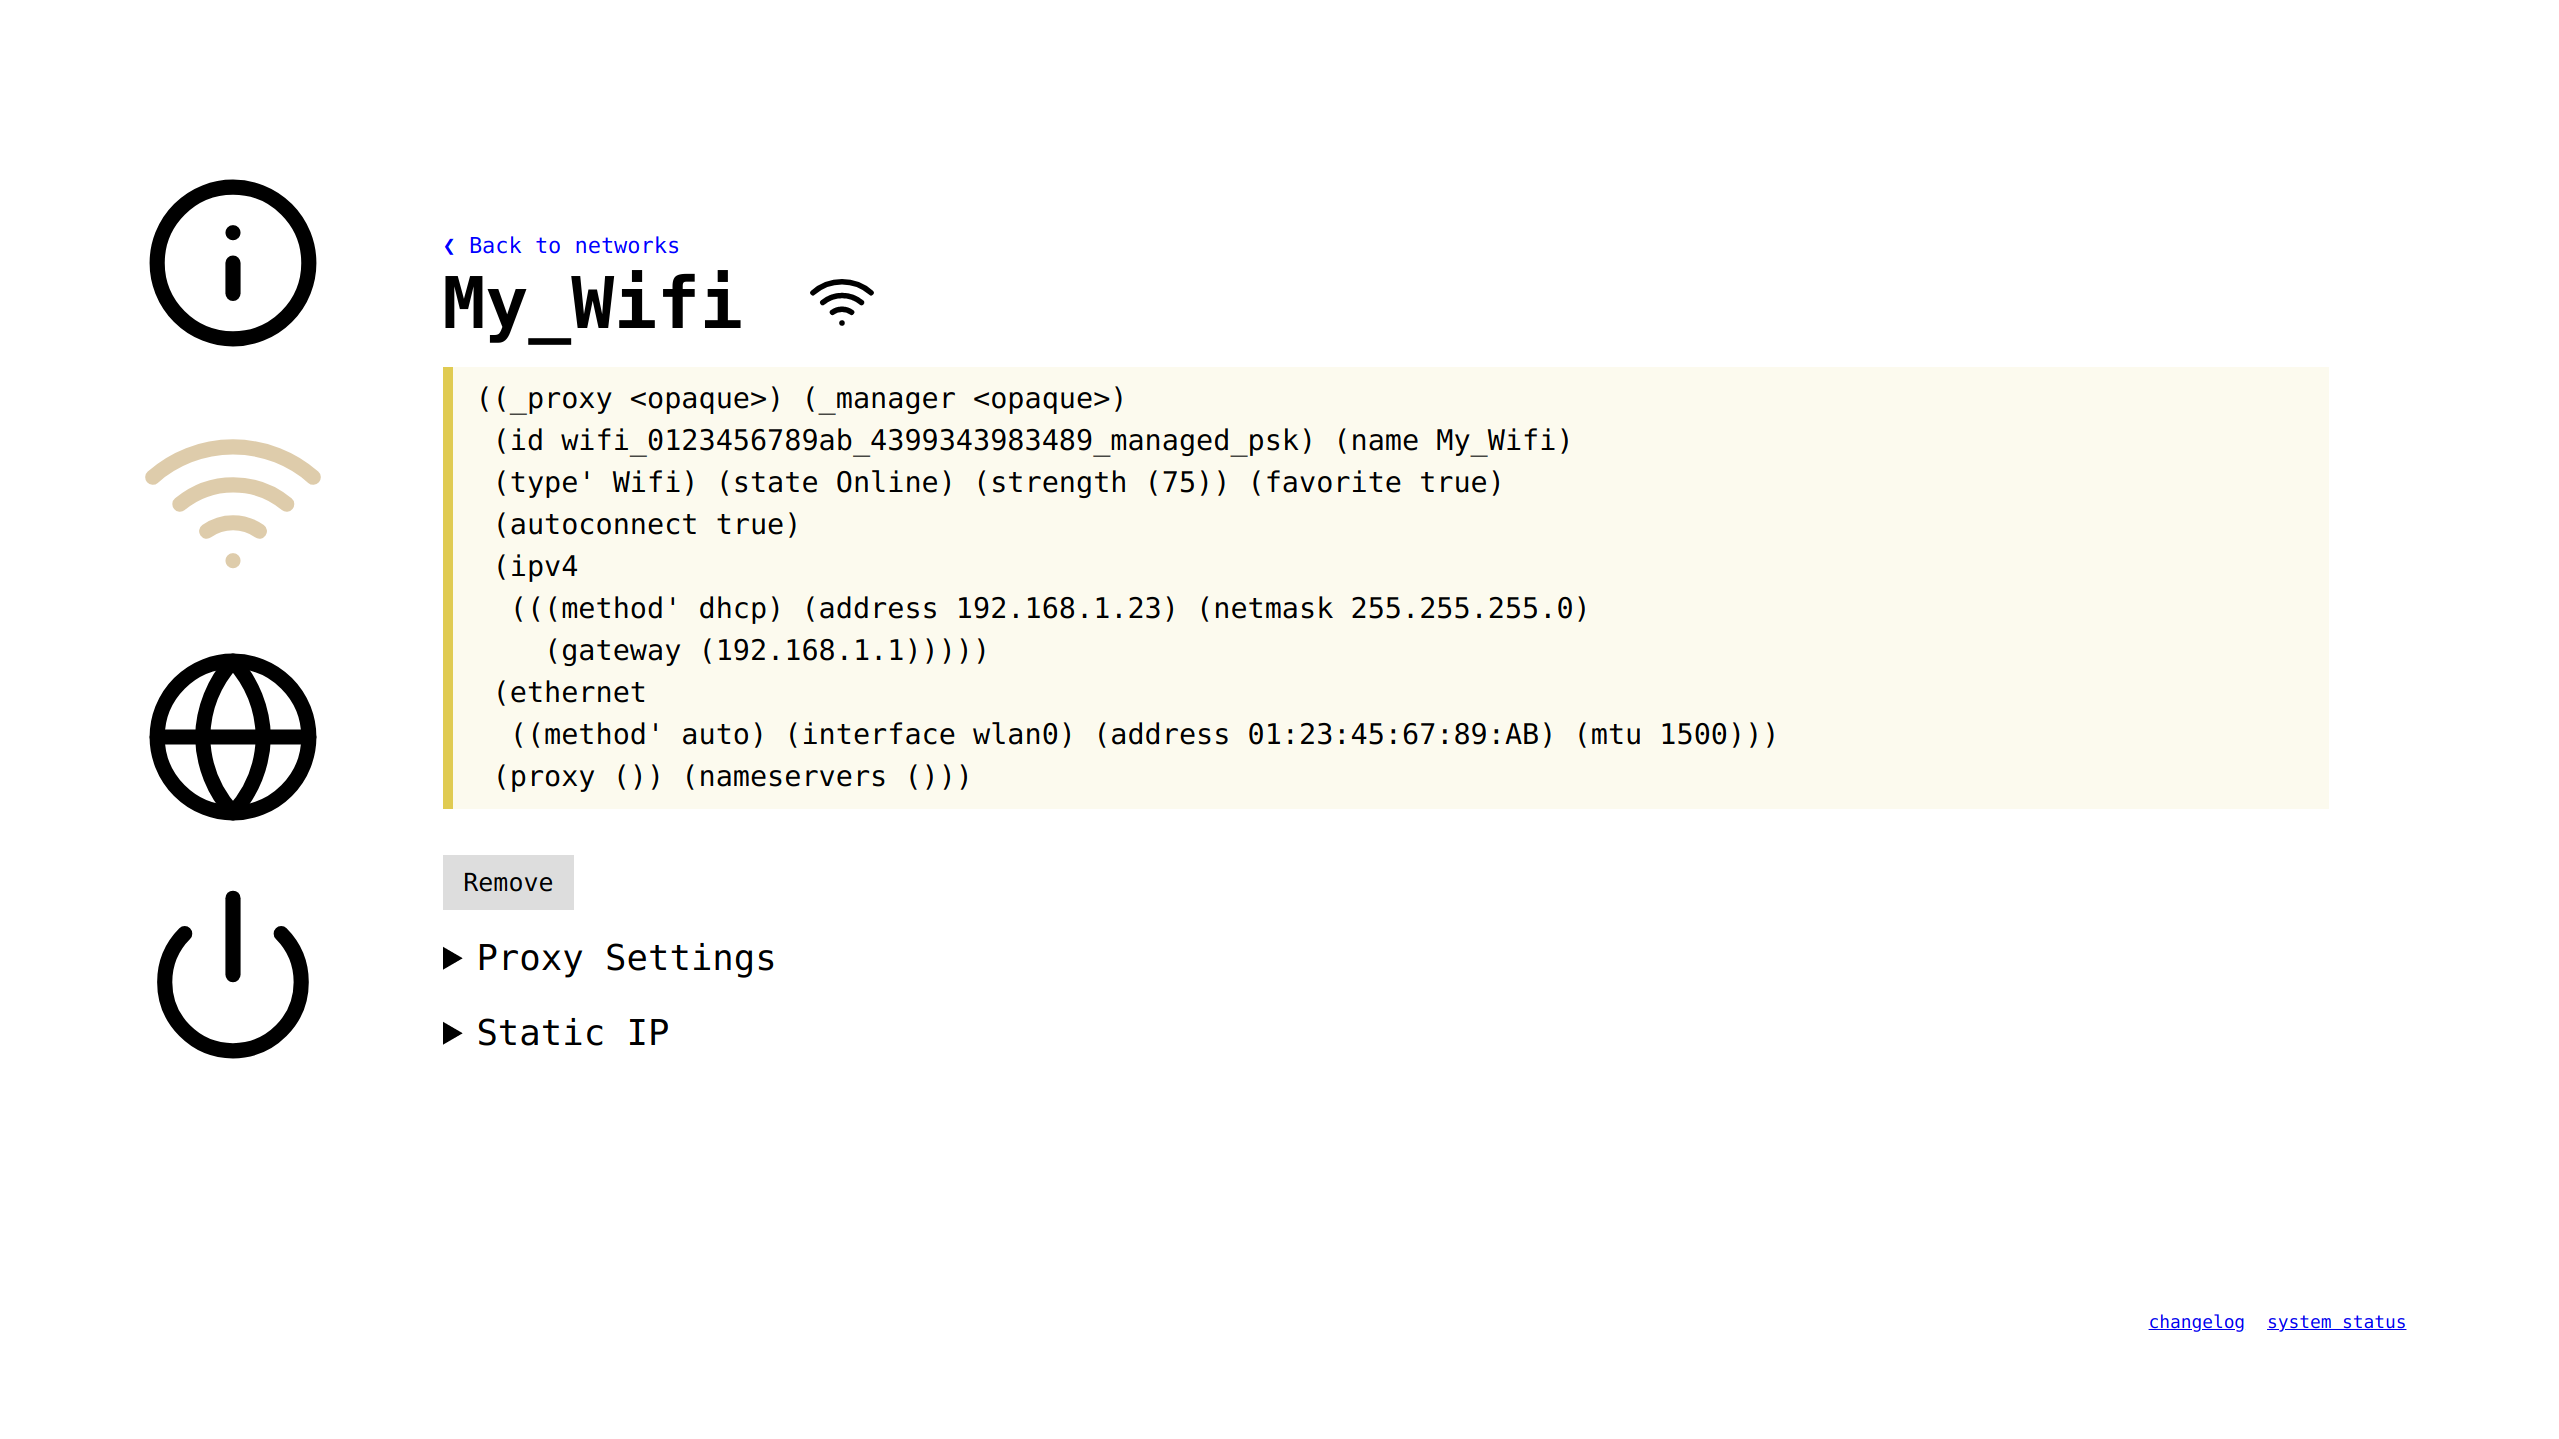 ❮ Back to networks
My_Wifi
((_proxy <opaque>) (_manager <opaque>)
 (id wifi_0123456789ab_4399343983489_managed_psk) (name My_Wifi)
 (type' Wifi) (state Online) (strength (75)) (favorite true)
 (autoconnect true)
 (ipv4
  (((method' dhcp) (address 192.168.1.23) (netmask 255.255.255.0)
    (gateway (192.168.1.1)))))
 (ethernet
  ((method' auto) (interface wlan0) (address 01:23:45:67:89:AB) (mtu 1500)))
 (proxy ()) (nameservers ()))
Remove
▶ Proxy Settings
▶ Static IP
changelog system status